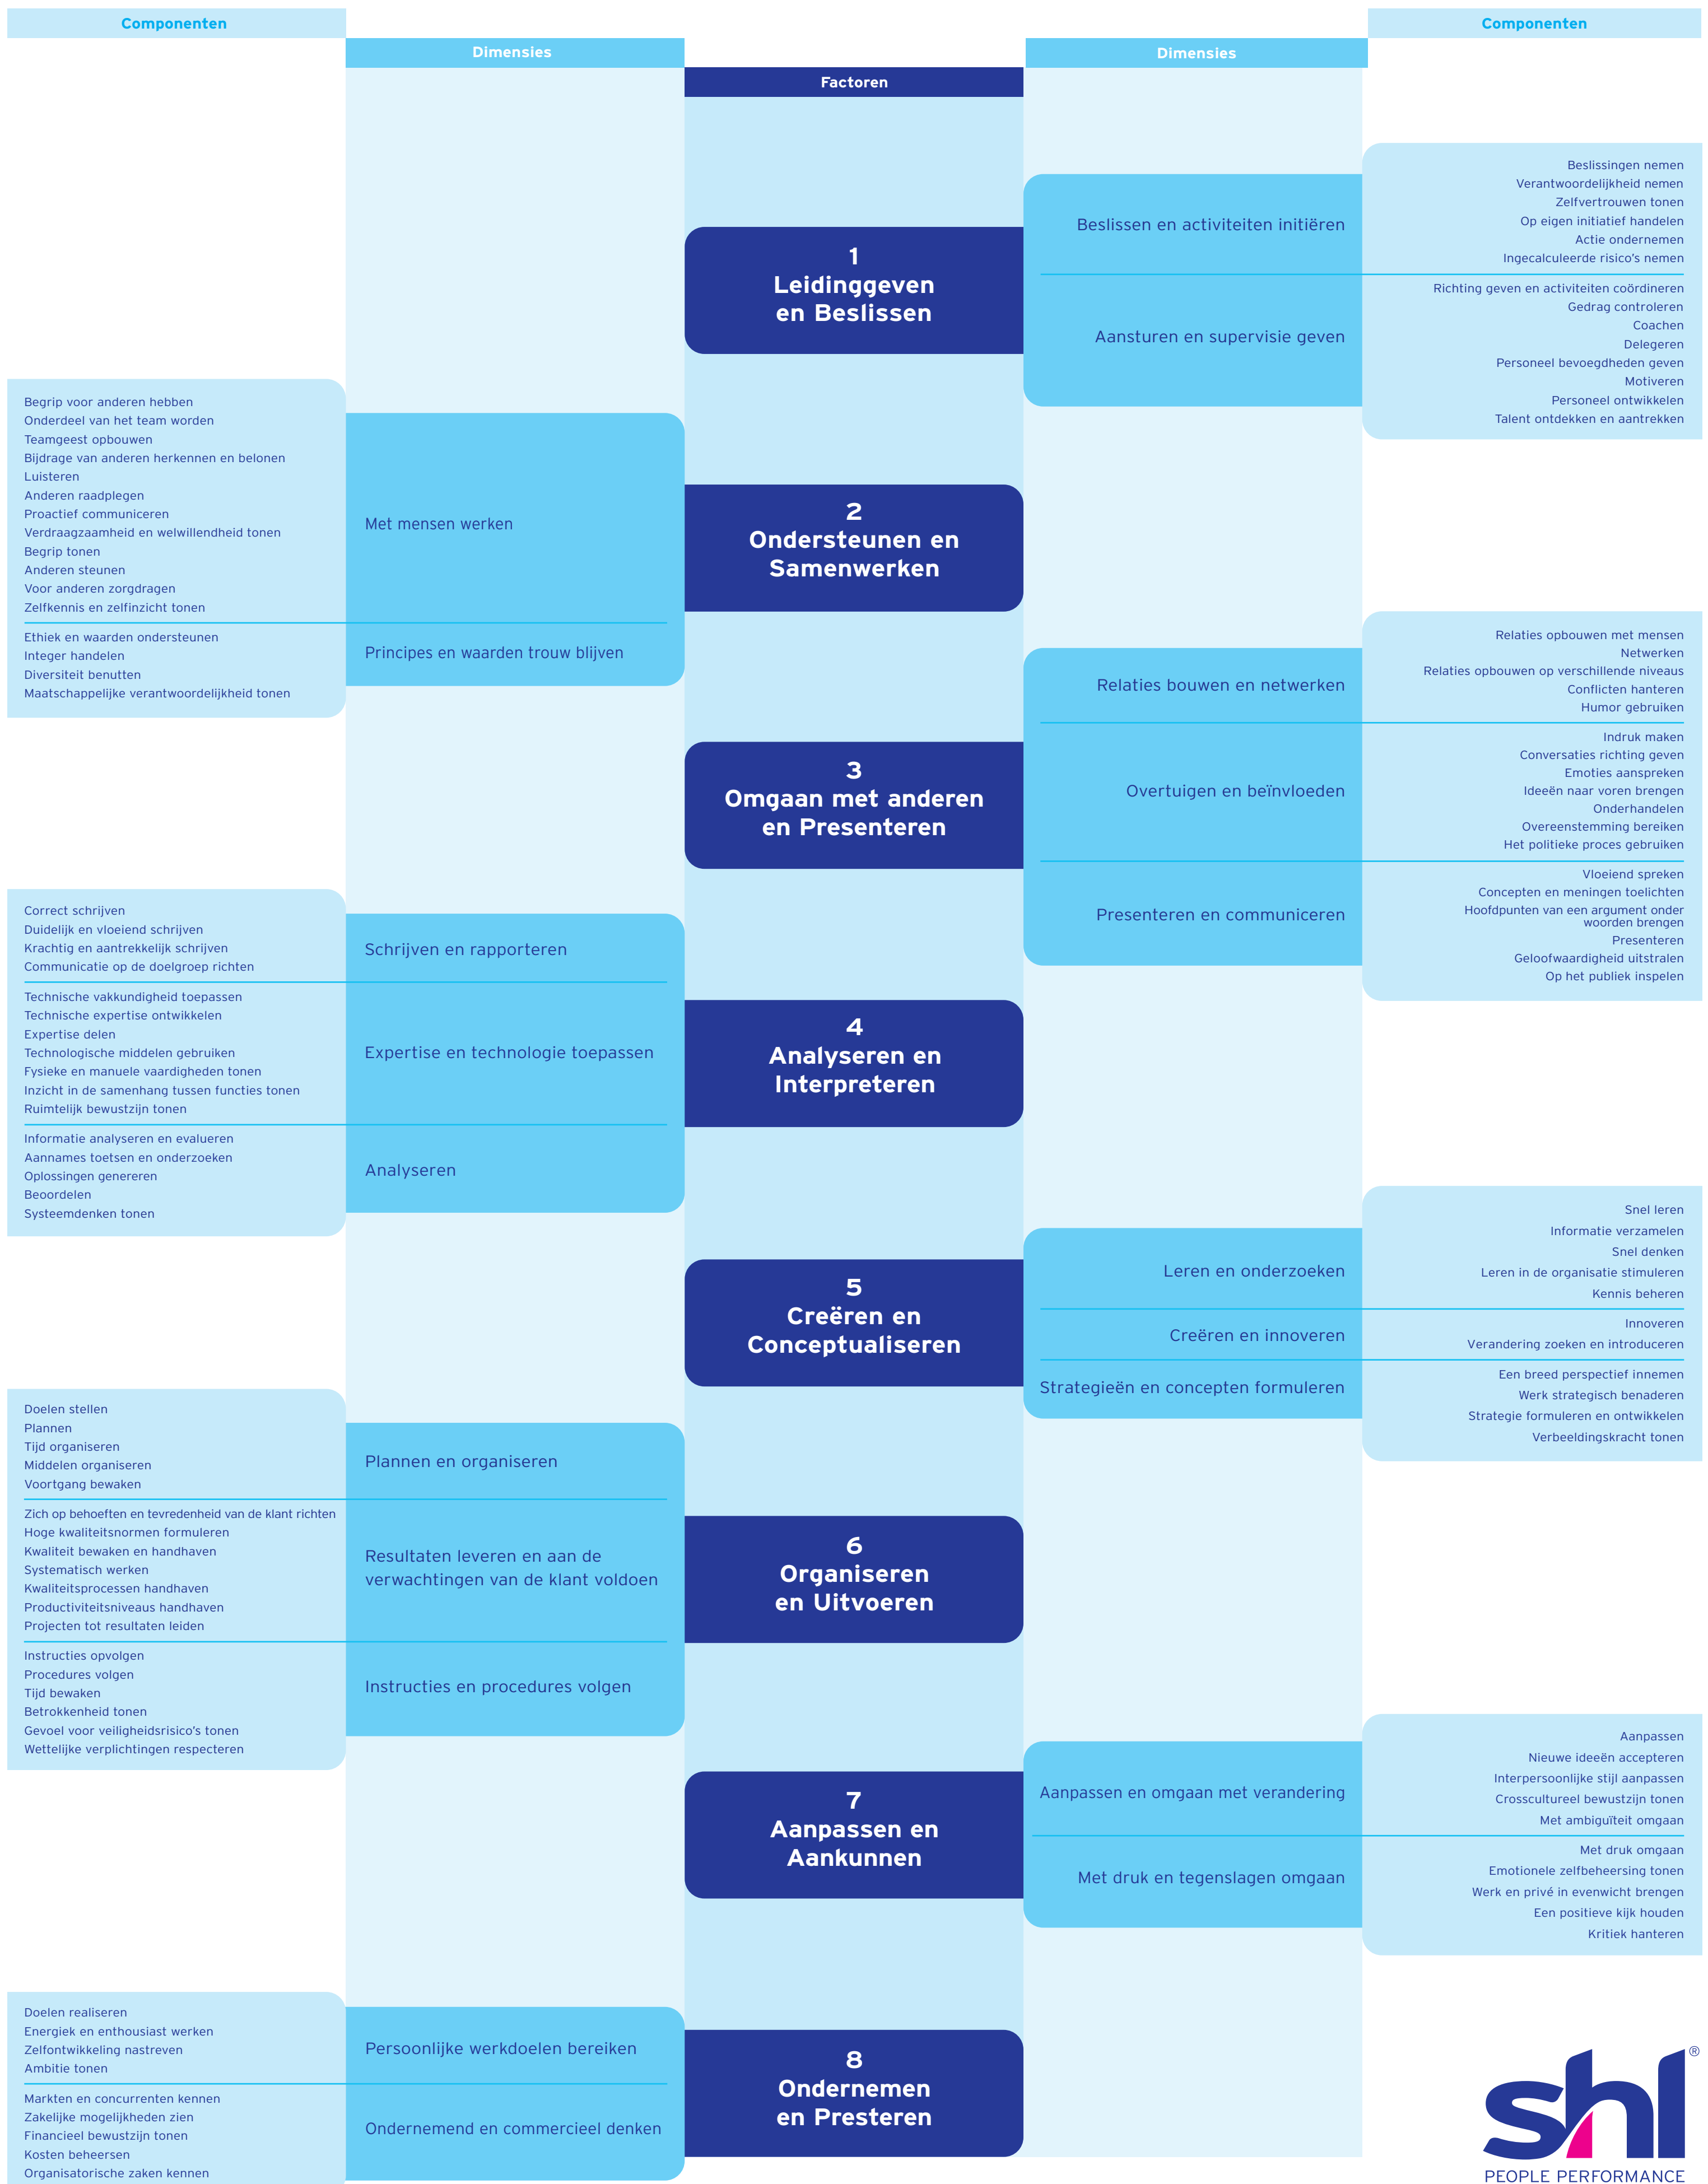 Componenten
Dimensies
Factoren
Dimensies
Componenten
1
Leidinggeven
en Beslissen
Beslissen en activiteiten initiëren
Beslissingen nemen
Verantwoordelijkheid nemen
Zelfvertrouwen tonen
Op eigen initiatief handelen
Actie ondernemen
Ingecalculeerde risico's nemen
Aansturen en supervisie geven
Richting geven en activiteiten coördineren
Gedrag controleren
Coachen
Delegeren
Personeel bevoegdheden geven
Motiveren
Personeel ontwikkelen
Talent ontdekken en aantrekken
2
Ondersteunen en
Samenwerken
Met mensen werken
Begrip voor anderen hebben
Onderdeel van het team worden
Teamgeest opbouwen
Bijdrage van anderen herkennen en belonen
Luisteren
Anderen raadplegen
Proactief communiceren
Verdraagzaamheid en welwillendheid tonen
Begrip tonen
Anderen steunen
Voor anderen zorgdragen
Zelfkennis en zelfinzicht tonen
Principes en waarden trouw blijven
Ethiek en waarden ondersteunen
Integer handelen
Diversiteit benutten
Maatschappelijke verantwoordelijkheid tonen
3
Omgaan met anderen
en Presenteren
Relaties bouwen en netwerken
Relaties opbouwen met mensen
Netwerken
Relaties opbouwen op verschillende niveaus
Conflicten hanteren
Humor gebruiken
Overtuigen en beïnvloeden
Indruk maken
Conversaties richting geven
Emoties aanspreken
Ideeën naar voren brengen
Onderhandelen
Overeenstemming bereiken
Het politieke proces gebruiken
Presenteren en communiceren
Vloeiend spreken
Concepten en meningen toelichten
Hoofdpunten van een argument onder
woorden brengen
Presenteren
Geloofwaardigheid uitstralen
Op het publiek inspelen
4
Analyseren en
Interpreteren
Schrijven en rapporteren
Correct schrijven
Duidelijk en vloeiend schrijven
Krachtig en aantrekkelijk schrijven
Communicatie op de doelgroep richten
Expertise en technologie toepassen
Technische vakkundigheid toepassen
Technische expertise ontwikkelen
Expertise delen
Technologische middelen gebruiken
Fysieke en manuele vaardigheden tonen
Inzicht in de samenhang tussen functies tonen
Ruimtelijk bewustzijn tonen
Analyseren
Informatie analyseren en evalueren
Aannames toetsen en onderzoeken
Oplossingen genereren
Beoordelen
Systeemdenken tonen
5
Creëren en
Conceptualiseren
Leren en onderzoeken
Snel leren
Informatie verzamelen
Snel denken
Leren in de organisatie stimuleren
Kennis beheren
Creëren en innoveren
Innoveren
Verandering zoeken en introduceren
Strategieën en concepten formuleren
Een breed perspectief innemen
Werk strategisch benaderen
Strategie formuleren en ontwikkelen
Verbeeldingskracht tonen
6
Organiseren
en Uitvoeren
Plannen en organiseren
Doelen stellen
Plannen
Tijd organiseren
Middelen organiseren
Voortgang bewaken
Resultaten leveren en aan de
verwachtingen van de klant voldoen
Zich op behoeften en tevredenheid van de klant richten
Hoge kwaliteitsnormen formuleren
Kwaliteit bewaken en handhaven
Systematisch werken
Kwaliteitsprocessen handhaven
Productiviteitsniveaus handhaven
Projecten tot resultaten leiden
Instructies en procedures volgen
Instructies opvolgen
Procedures volgen
Tijd bewaken
Betrokkenheid tonen
Gevoel voor veiligheidsrisico's tonen
Wettelijke verplichtingen respecteren
7
Aanpassen en
Aankunnen
Aanpassen en omgaan met verandering
Aanpassen
Nieuwe ideeën accepteren
Interpersoonlijke stijl aanpassen
Crosscultureel bewustzijn tonen
Met ambiguïteit omgaan
Met druk en tegenslagen omgaan
Met druk omgaan
Emotionele zelfbeheersing tonen
Werk en privé in evenwicht brengen
Een positieve kijk houden
Kritiek hanteren
8
Ondernemen
en Presteren
Persoonlijke werkdoelen bereiken
Doelen realiseren
Energiek en enthousiast werken
Zelfontwikkeling nastreven
Ambitie tonen
Ondernemend en commercieel denken
Markten en concurrenten kennen
Zakelijke mogelijkheden zien
Financieel bewustzijn tonen
Kosten beheersen
Organisatorische zaken kennen
shl®
PEOPLE PERFORMANCE